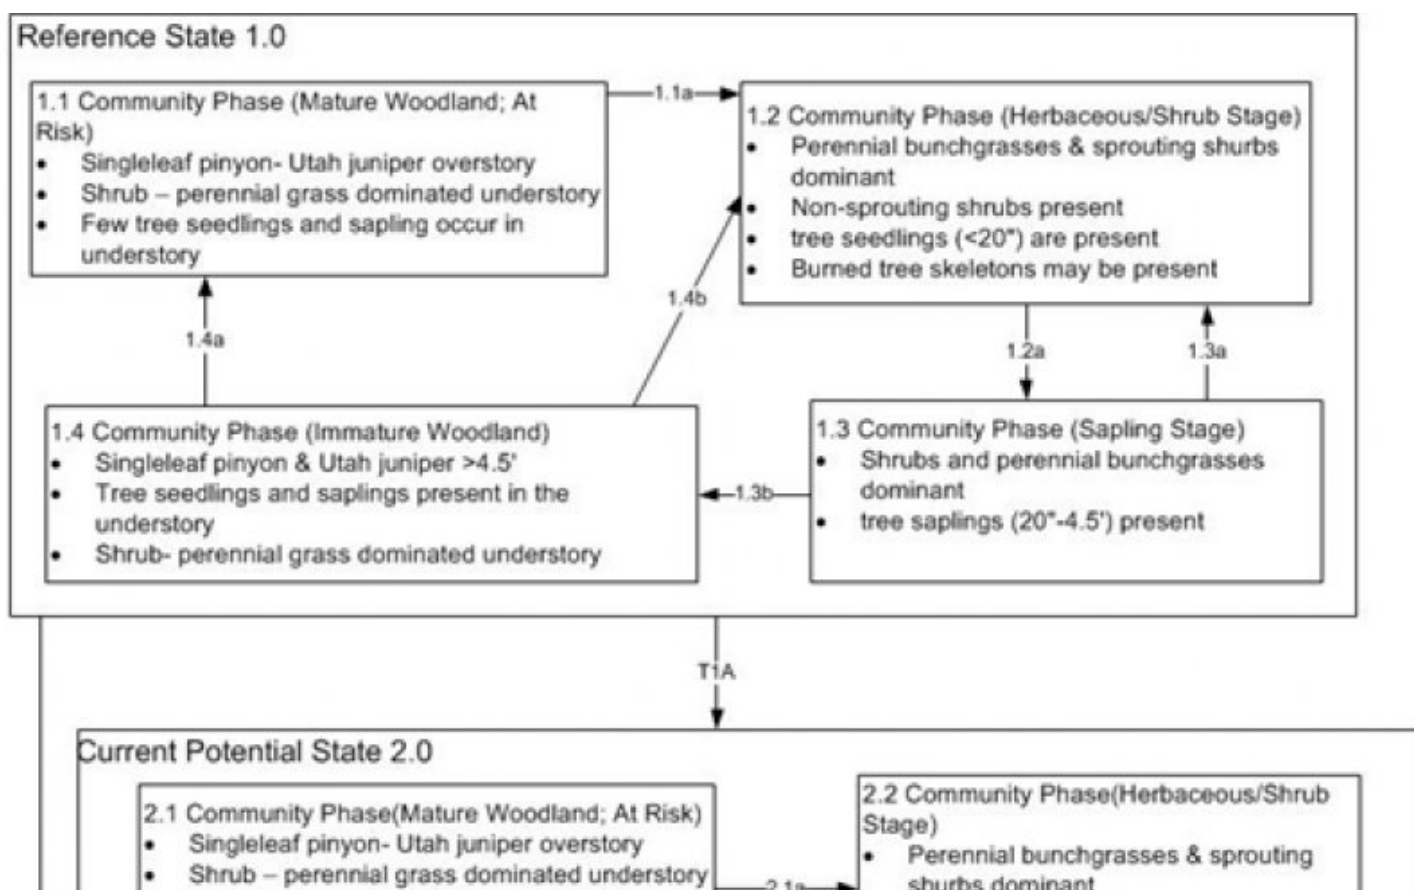 Reference State 1.0
1.1 Community Phase (Mature Woodland; At
Risk)
• Singleleaf pinyon- Utah juniper overstory
• Shrub – perennial grass dominated understory
• Few tree seedlings and sapling occur in
understory
1.1a
1.2 Community Phase (Herbaceous/Shrub Stage)
• Perennial bunchgrasses & sprouting shurbs
dominant
• Non-sprouting shrubs present
• tree seedlings (<20") are present
• Burned tree skeletons may be present
1.4a
1.4b
1.2a
1.3a
1.4 Community Phase (Immature Woodland)
• Singleleaf pinyon & Utah juniper >4.5'
• Tree seedlings and saplings present in the
understory
• Shrub- perennial grass dominated understory
1.3b
1.3 Community Phase (Sapling Stage)
• Shrubs and perennial bunchgrasses
dominant
• tree saplings (20"-4.5') present
T1A
Current Potential State 2.0
2.1 Community Phase(Mature Woodland; At Risk)
• Singleleaf pinyon- Utah juniper overstory
• Shrub – perennial grass dominated understory
2.1a
2.2 Community Phase(Herbaceous/Shrub
Stage)
• Perennial bunchgrasses & sprouting
shurbs dominant